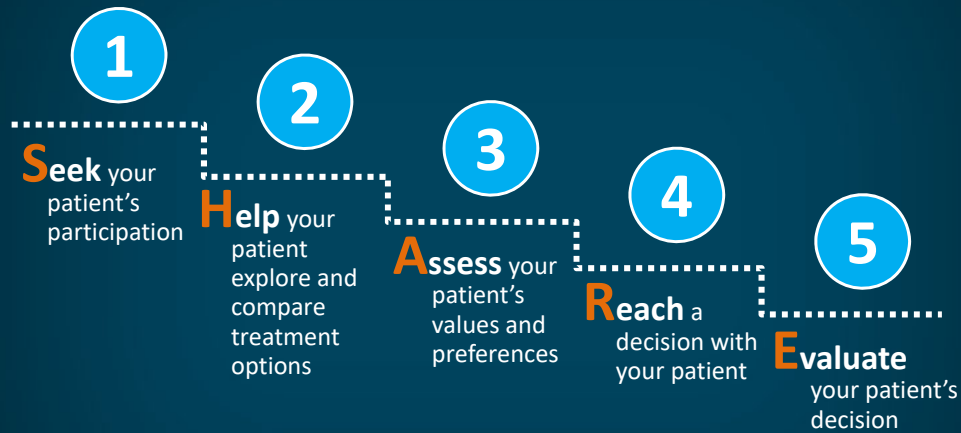 1
Seek your
patient's
participation
2
Help your
patient
explore and
compare
treatment
options
3
Assess your
patient's
values and
preferences
4
Reach a
decision with
your patient
5
Evaluate
your patient's
decision